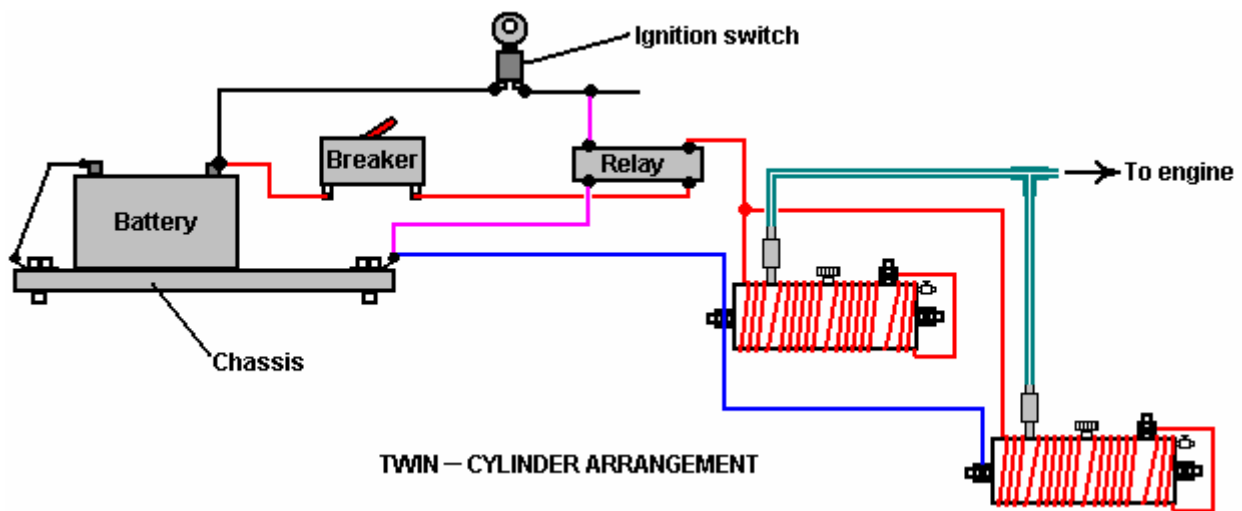 Ignition switch
Breaker
Relay
To engine
Battery
Chassis
TWIN – CYLINDER ARRANGEMENT